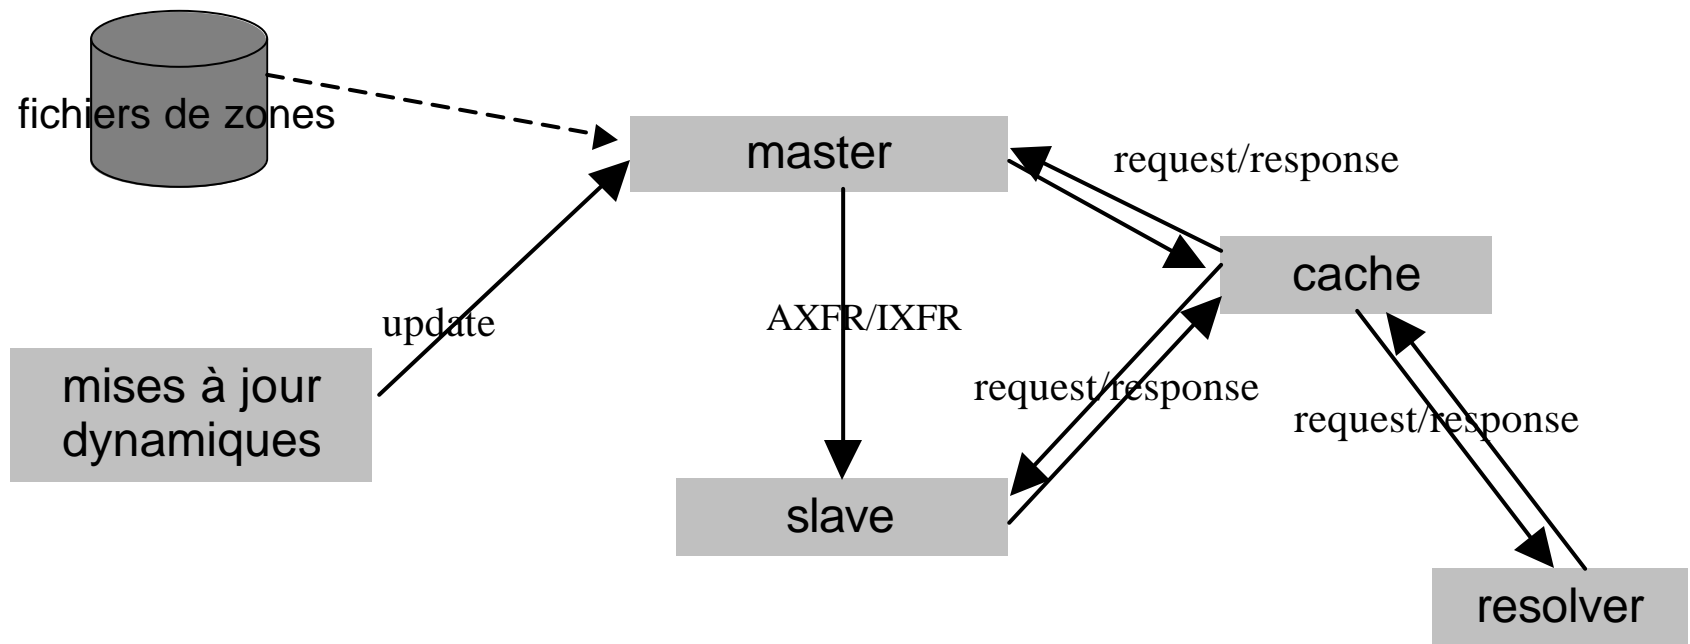 fichiers de zones
master
request/response
cache
update
AXFR/IXFR
mises à jour
dynamiques
request/response
request/response
slave
resolver